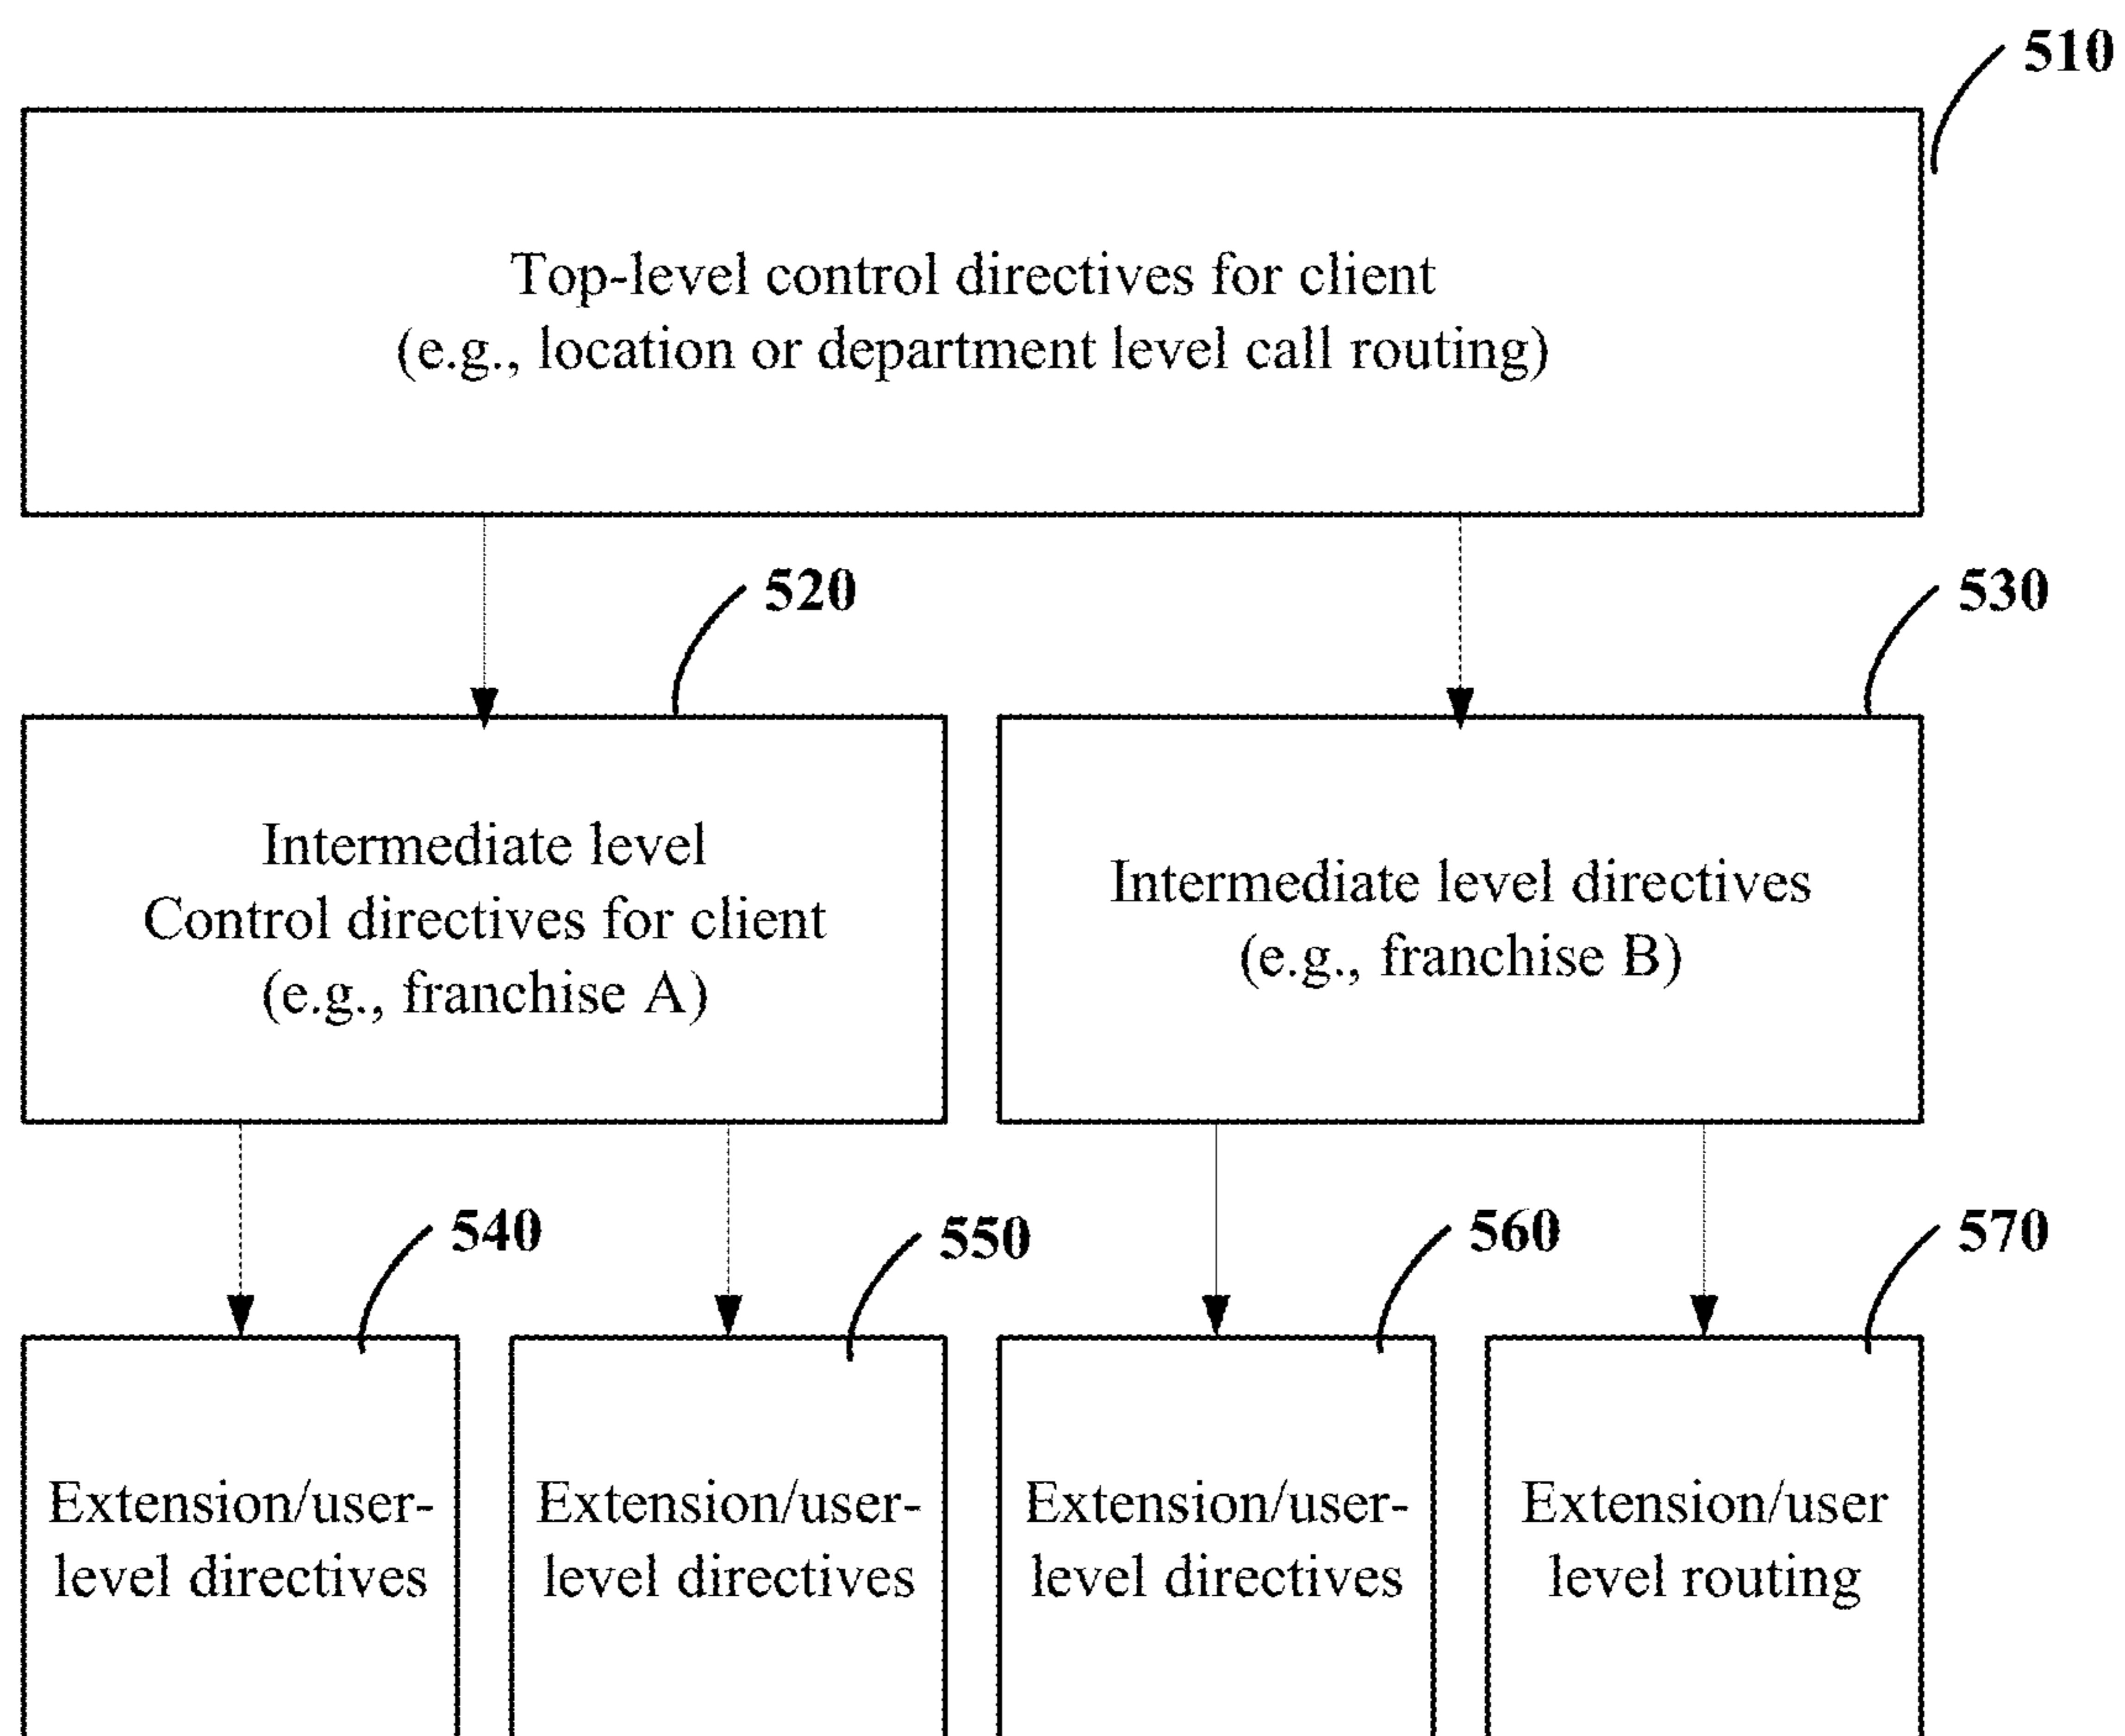 510
Top-level control directives for client
(e.g., location or department level call routing)
520
530
Intermediate level
Control directives for client
(e.g., franchise A)
Intermediate level directives
(e.g., franchise B)
540
550
560
570
Extension/user-
level directives
Extension/user-
level directives
Extension/user-
level directives
Extension/user
level routing